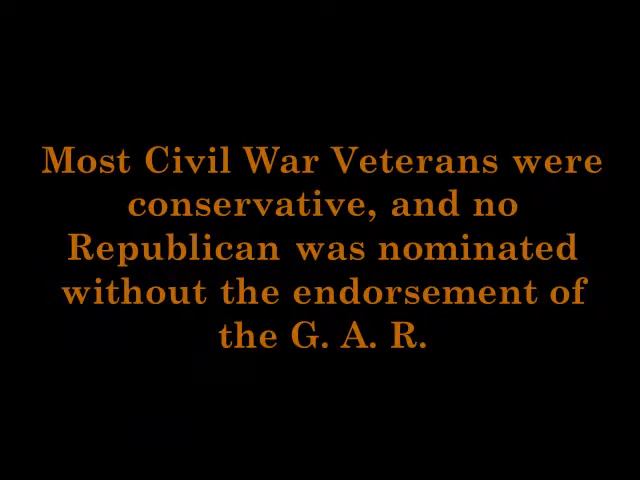 Most Civil War Veterans were
conservative, and no
Republican was nominated
without the endorsement of
the G. A. R.